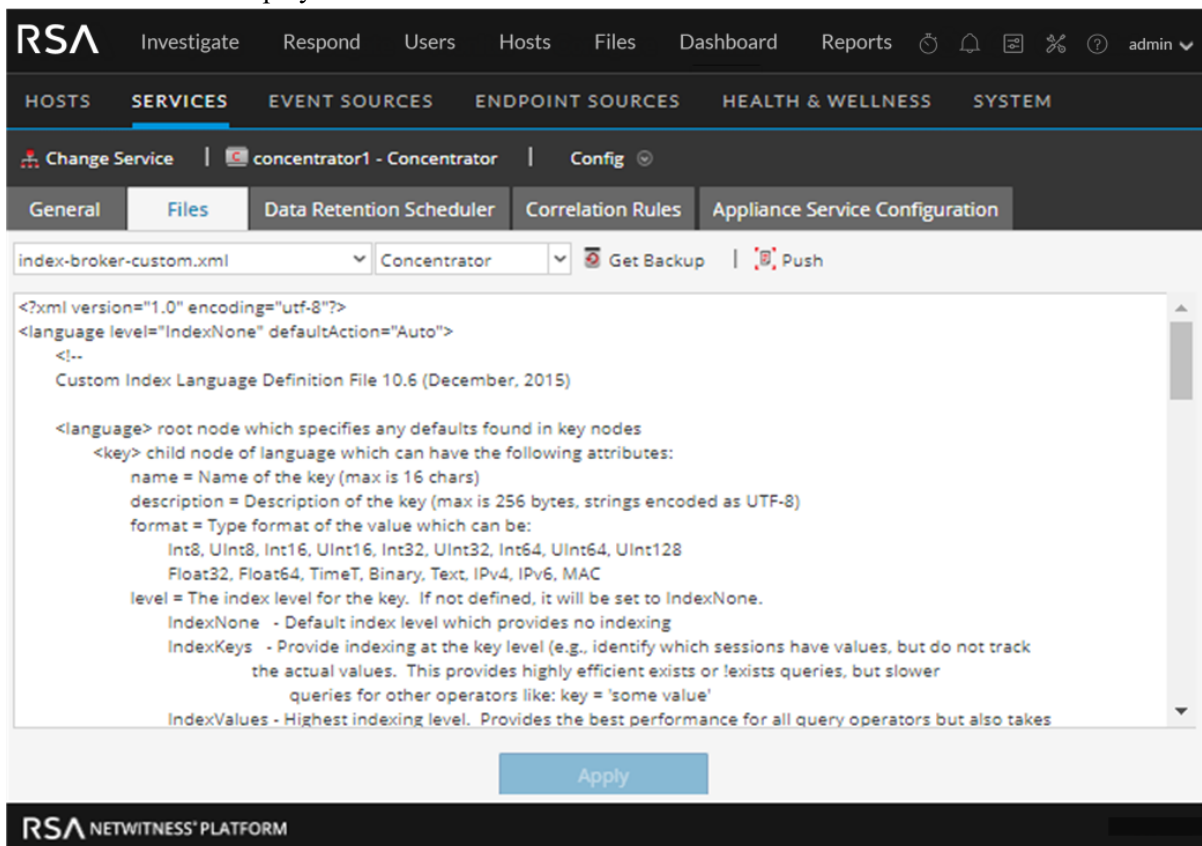 RSA Investigate Respond Users Hosts Files Dashboard Reports admin
HOSTS SERVICES EVENT SOURCES ENDPOINT SOURCES HEALTH & WELLNESS SYSTEM
Change Service | concentrator1 - Concentrator | Config
General Files Data Retention Scheduler Correlation Rules Appliance Service Configuration
index-broker-custom.xml Concentrator Get Backup | Push
<?xml version="1.0" encoding="utf-8"?>
<language level="IndexNone" defaultAction="Auto">
<!--
Custom Index Language Definition File 10.6 (December, 2015)
<language> root node which specifies any defaults found in key nodes
<key> child node of language which can have the following attributes:
name = Name of the key (max is 16 chars)
description = Description of the key (max is 256 bytes, strings encoded as UTF-8)
format = Type format of the value which can be:
Int8, UInt8, Int16, UInt16, Int32, UInt32, Int64, UInt64, UInt128
Float32, Float64, TimeT, Binary, Text, IPv4, IPv6, MAC
level = The index level for the key. If not defined, it will be set to IndexNone.
IndexNone - Default index level which provides no indexing
IndexKeys - Provide indexing at the key level (e.g., identify which sessions have values, but do not track
the actual values. This provides highly efficient exists or !exists queries, but slower
queries for other operators like: key = 'some value'
IndexValues - Highest indexing level. Provides the best performance for all query operators but also takes
Apply
RSA NETWITNESS® PLATFORM